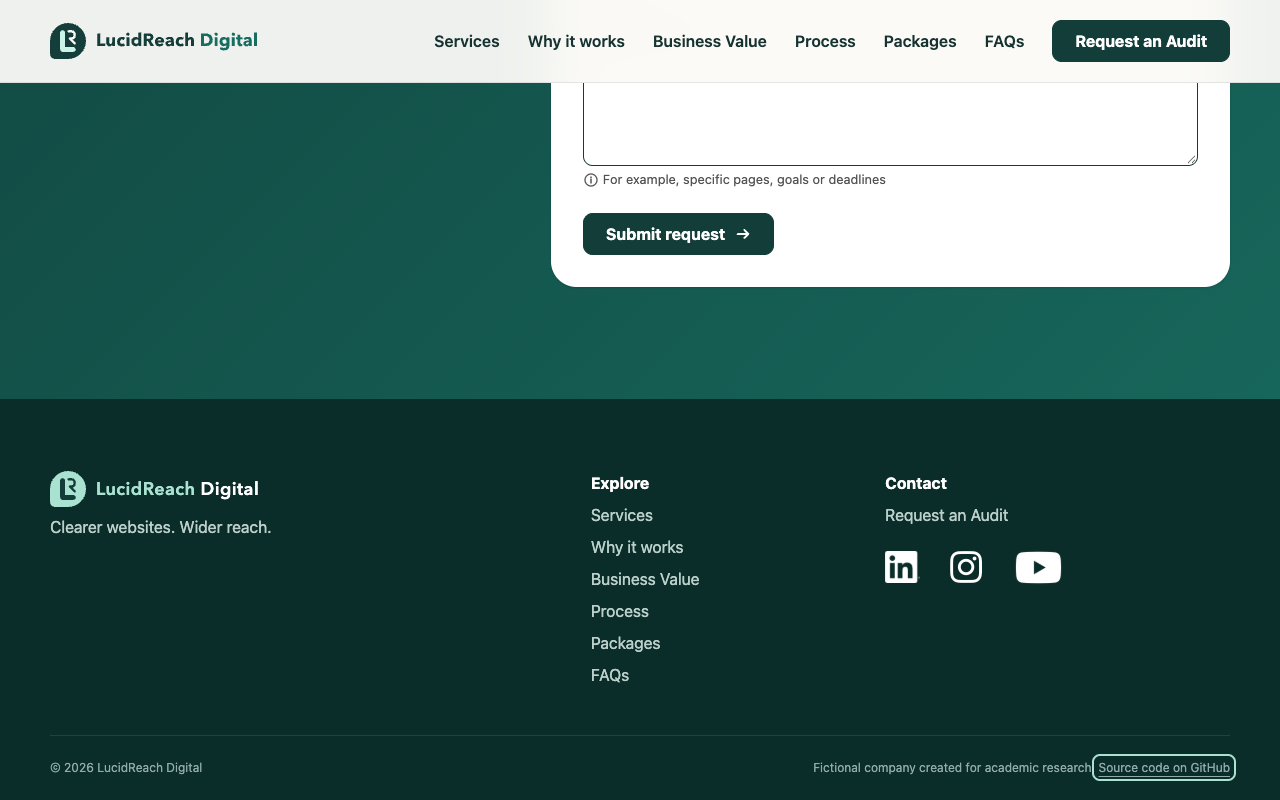 LucidReach Digital
Services
Why it works
Business Value
Process
Packages
FAQs
Request an Audit
For example, specific pages, goals or deadlines
Submit request
LucidReach Digital
Clearer websites. Wider reach.
Explore
Services
Why it works
Business Value
Process
Packages
FAQs
Contact
Request an Audit
© 2026 LucidReach Digital
Fictional company created for academic research
Source code on GitHub